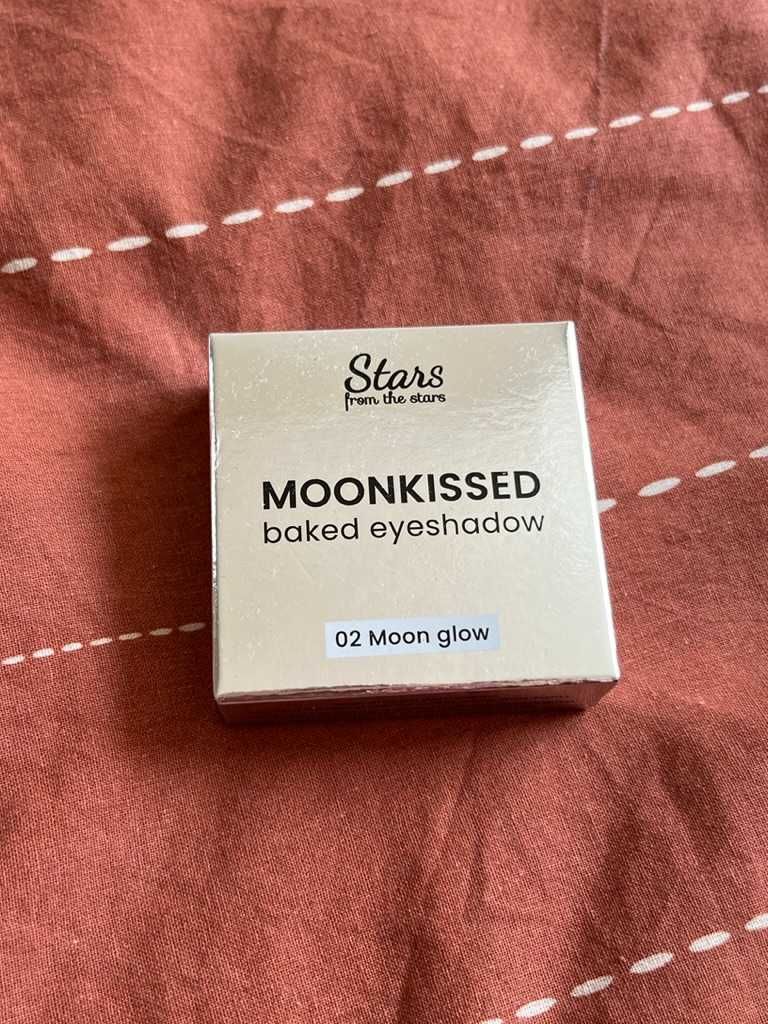 Stars
from the stars
MOONKISSED
baked eyeshadow
02 Moon glow